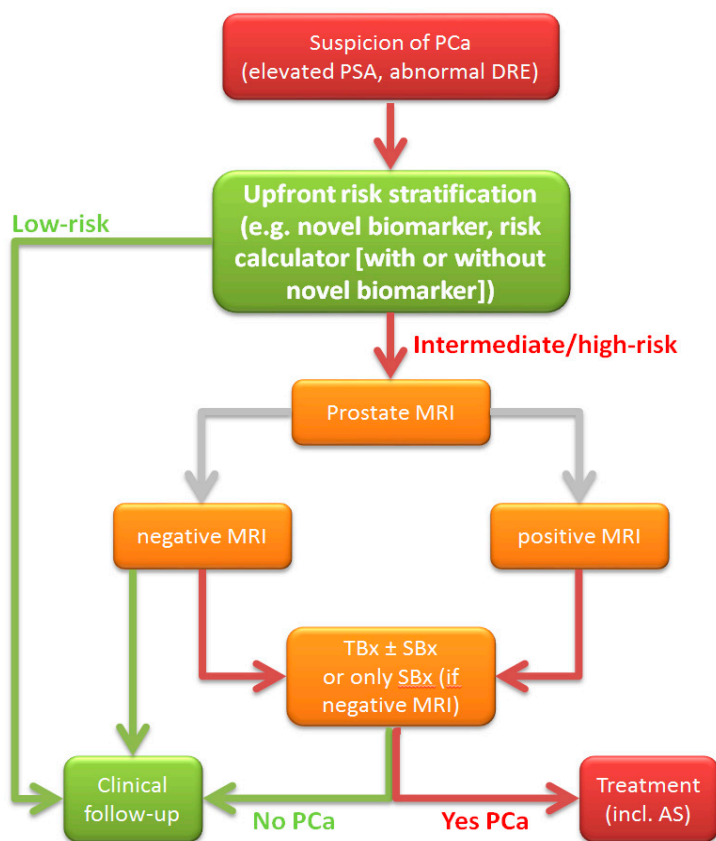 Suspicion of PCa
(elevated PSA, abnormal DRE)
Upfront risk stratification
(e.g. novel biomarker, risk
calculator [with or without
novel biomarker])
Low-risk
Intermediate/high-risk
Prostate MRI
negative MRI
positive MRI
TBx ± SBx
or only SBx (if
negative MRI)
Clinical
follow-up
No PCa
Yes PCa
Treatment
(incl. AS)